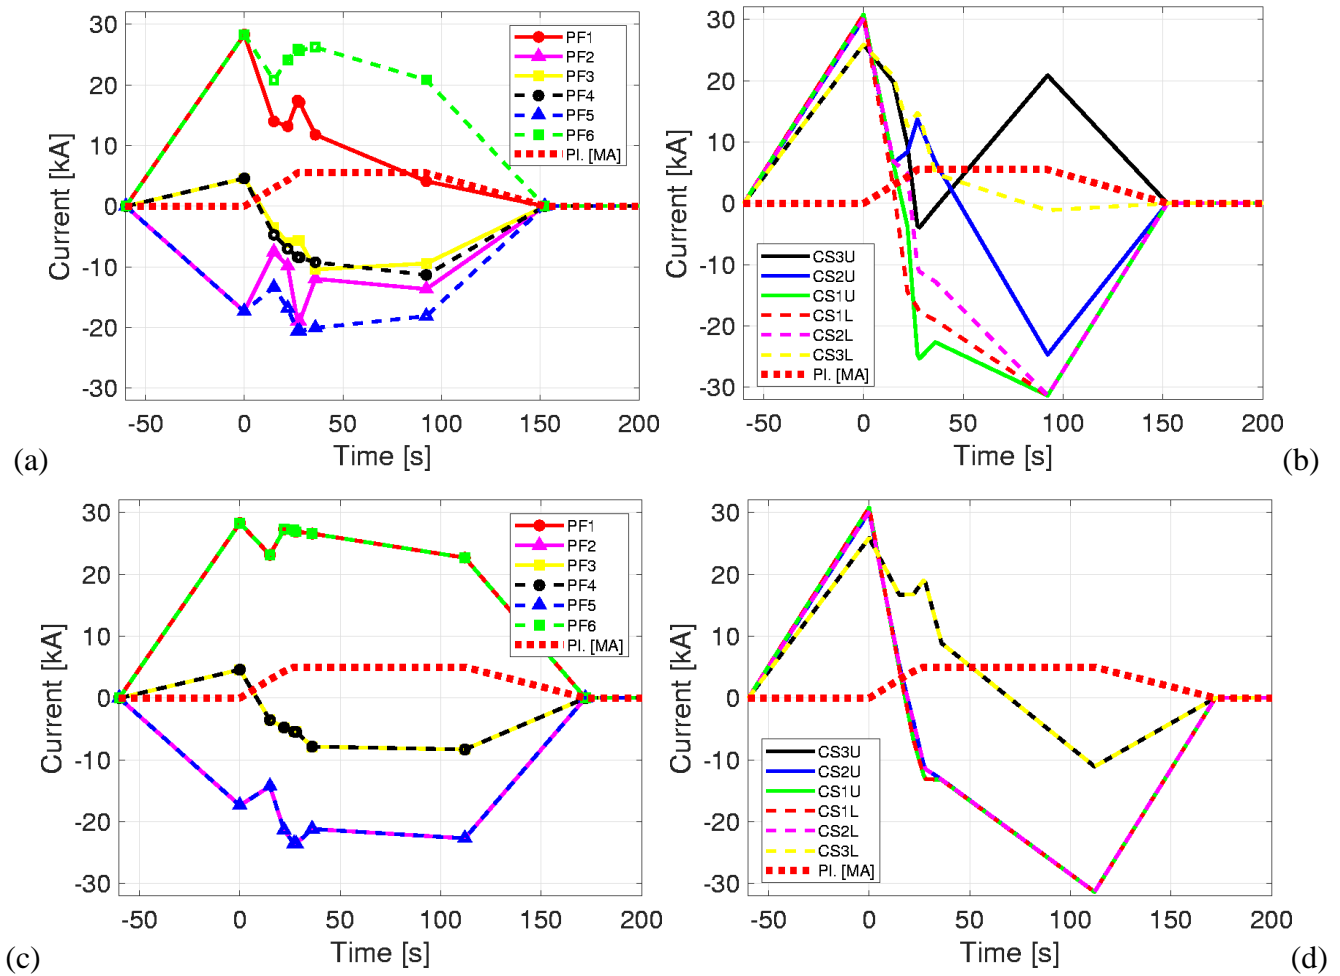 30
20
10
0
-10
-20
-30
Current [kA]
-50
0
50
100
150
200
Time [s]
PF1
PF2
PF3
PF4
PF5
PF6
Pl. [MA]
(a)
30
20
10
0
-10
-20
-30
Current [kA]
-50
0
50
100
150
200
Time [s]
CS3U
CS2U
CS1U
CS1L
CS2L
CS3L
Pl. [MA]
(b)
30
20
10
0
-10
-20
-30
Current [kA]
-50
0
50
100
150
200
Time [s]
PF1
PF2
PF3
PF4
PF5
PF6
Pl. [MA]
(c)
30
20
10
0
-10
-20
-30
Current [kA]
-50
0
50
100
150
200
Time [s]
CS3U
CS2U
CS1U
CS1L
CS2L
CS3L
Pl. [MA]
(d)